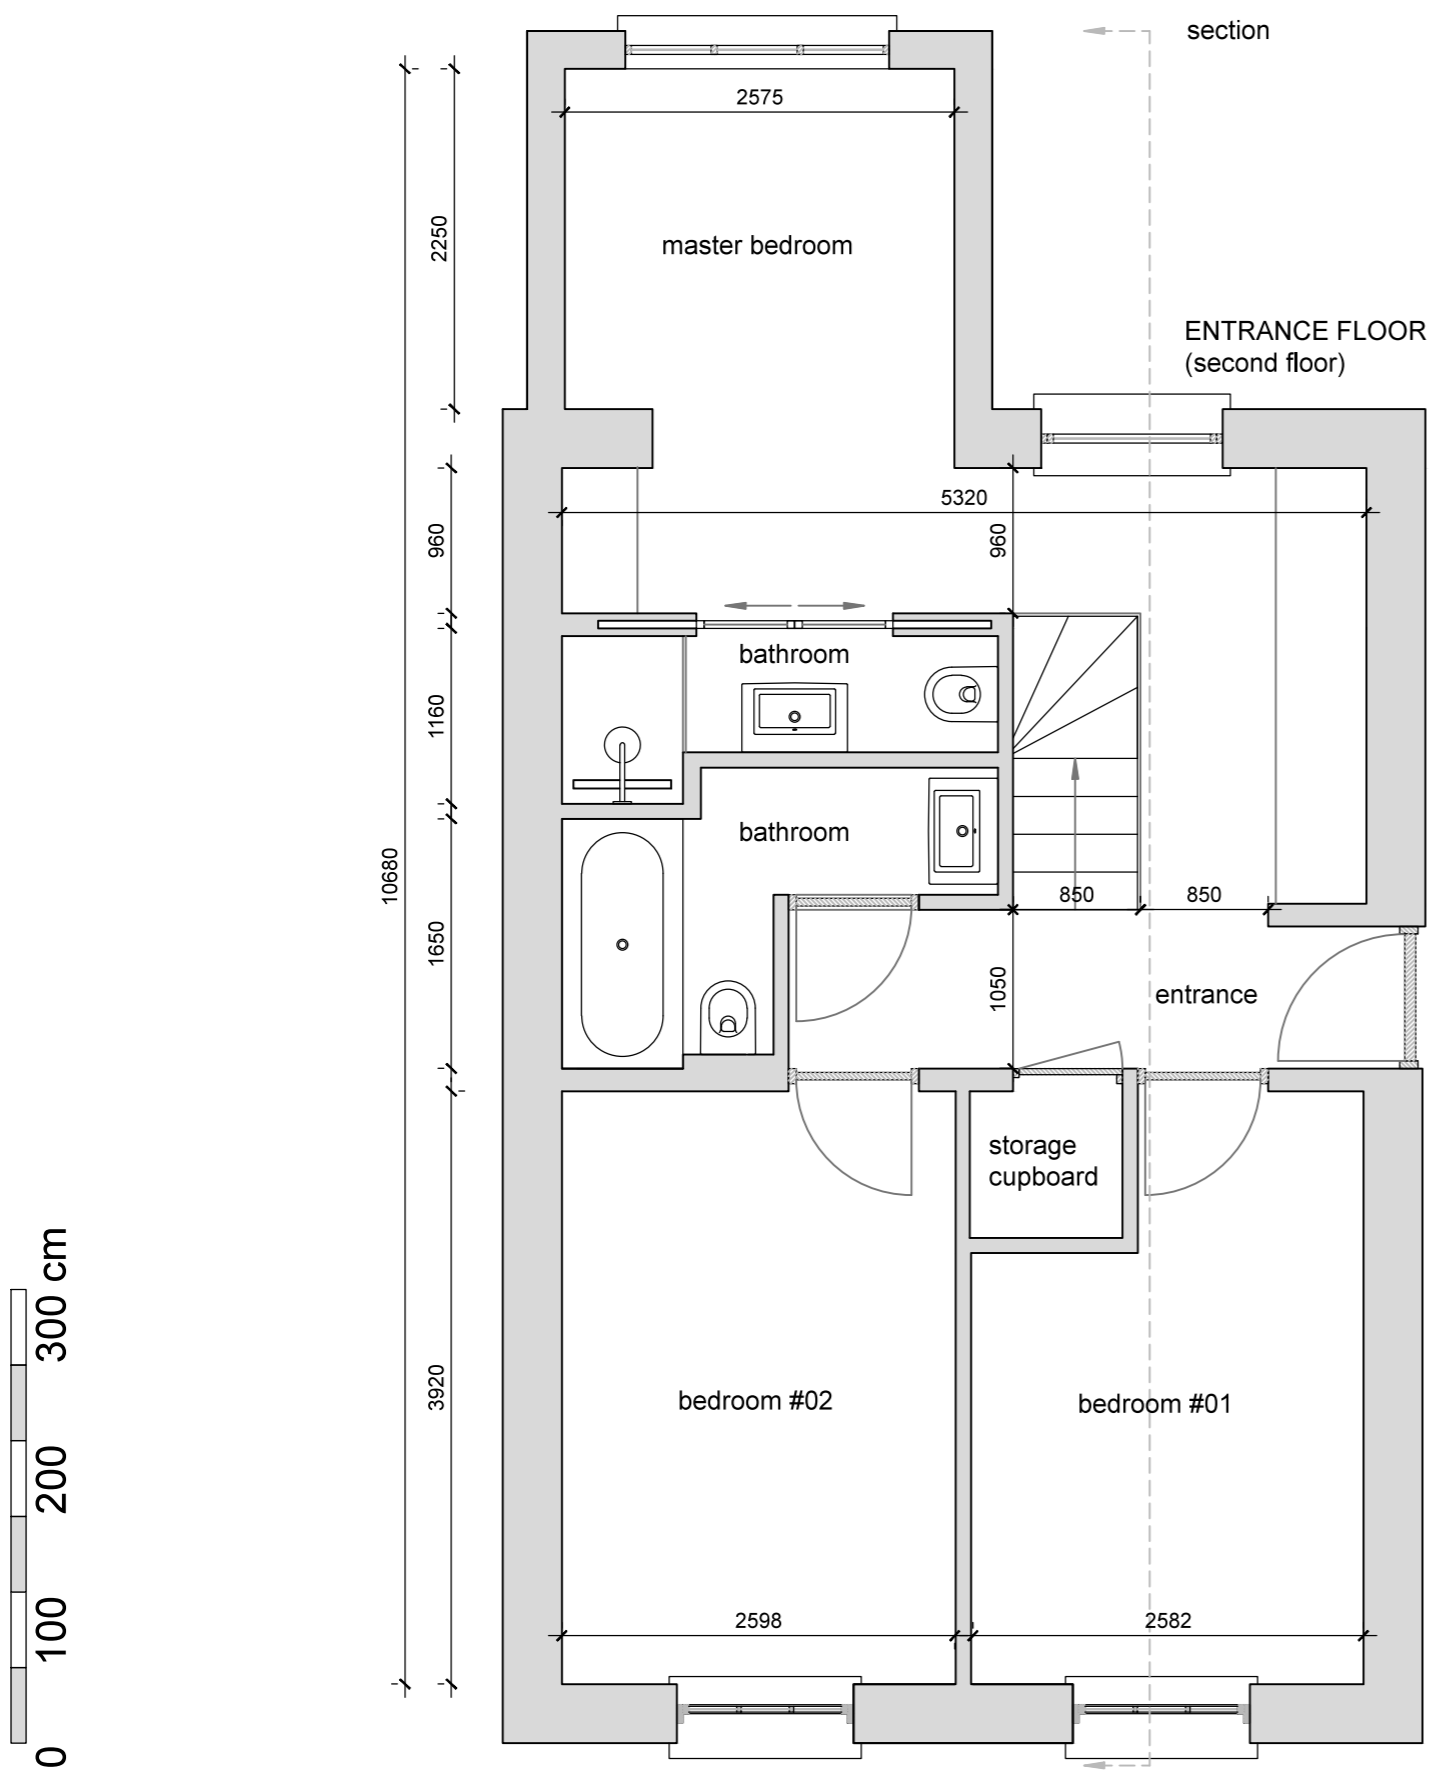 section
2575
master bedroom
2250
ENTRANCE FLOOR
(second floor)
5320
960
960
bathroom
1160
bathroom
10680
850
850
1650
1050
entrance
storage
cupboard
3920
bedroom #02
bedroom #01
2598
2582
0 100 200 300 cm